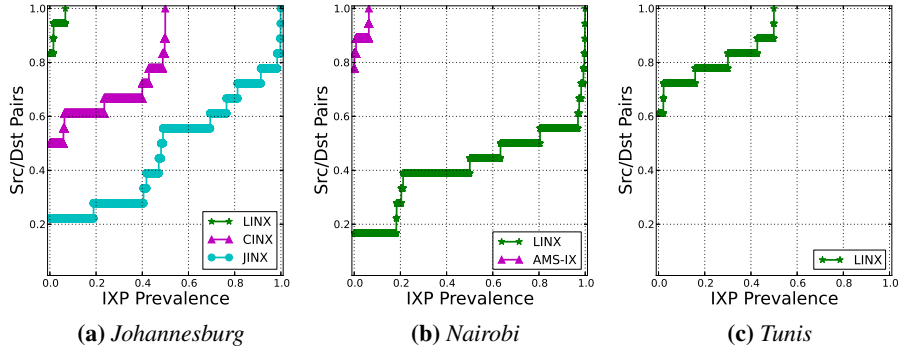 Src/Dst Pairs
1.0
0.8
0.6
0.4
0.2
LINX
CINX
JINX
0.0 0.2 0.4 0.6 0.8 1.0
IXP Prevalence
(a) Johannesburg
Src/Dst Pairs
1.0
0.8
0.6
0.4
0.2
LINX
AMS-IX
0.0 0.2 0.4 0.6 0.8 1.0
IXP Prevalence
(b) Nairobi
Src/Dst Pairs
1.0
0.8
0.6
0.4
0.2
LINX
0.0 0.2 0.4 0.6 0.8 1.0
IXP Prevalence
(c) Tunis